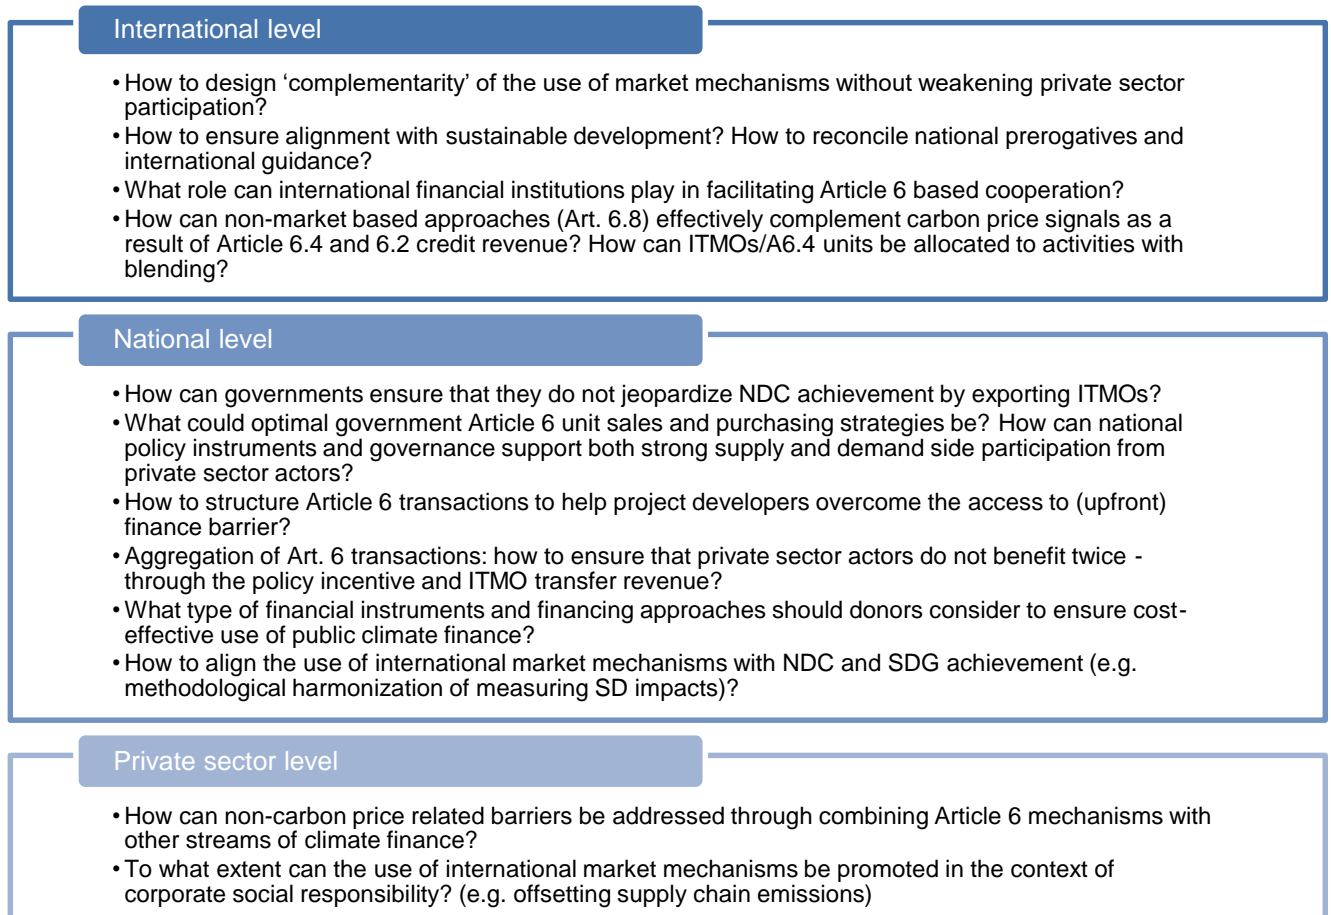 International level
•How to design ‘complementarity’ of the use of market mechanisms without weakening private sector
participation?
•How to ensure alignment with sustainable development? How to reconcile national prerogatives and
international guidance?
•What role can international financial institutions play in facilitating Article 6 based cooperation?
•How can non-market based approaches (Art. 6.8) effectively complement carbon price signals as a
result of Article 6.4 and 6.2 credit revenue? How can ITMOs/A6.4 units be allocated to activities with
blending?
National level
•How can governments ensure that they do not jeopardize NDC achievement by exporting ITMOs?
•What could optimal government Article 6 unit sales and purchasing strategies be? How can national
policy instruments and governance support both strong supply and demand side participation from
private sector actors?
•How to structure Article 6 transactions to help project developers overcome the access to (upfront)
finance barrier?
•Aggregation of Art. 6 transactions: how to ensure that private sector actors do not benefit twice -
through the policy incentive and ITMO transfer revenue?
•What type of financial instruments and financing approaches should donors consider to ensure cost-
effective use of public climate finance?
•How to align the use of international market mechanisms with NDC and SDG achievement (e.g.
methodological harmonization of measuring SD impacts)?
Private sector level
•How can non-carbon price related barriers be addressed through combining Article 6 mechanisms with
other streams of climate finance?
•To what extent can the use of international market mechanisms be promoted in the context of
corporate social responsibility? (e.g. offsetting supply chain emissions)